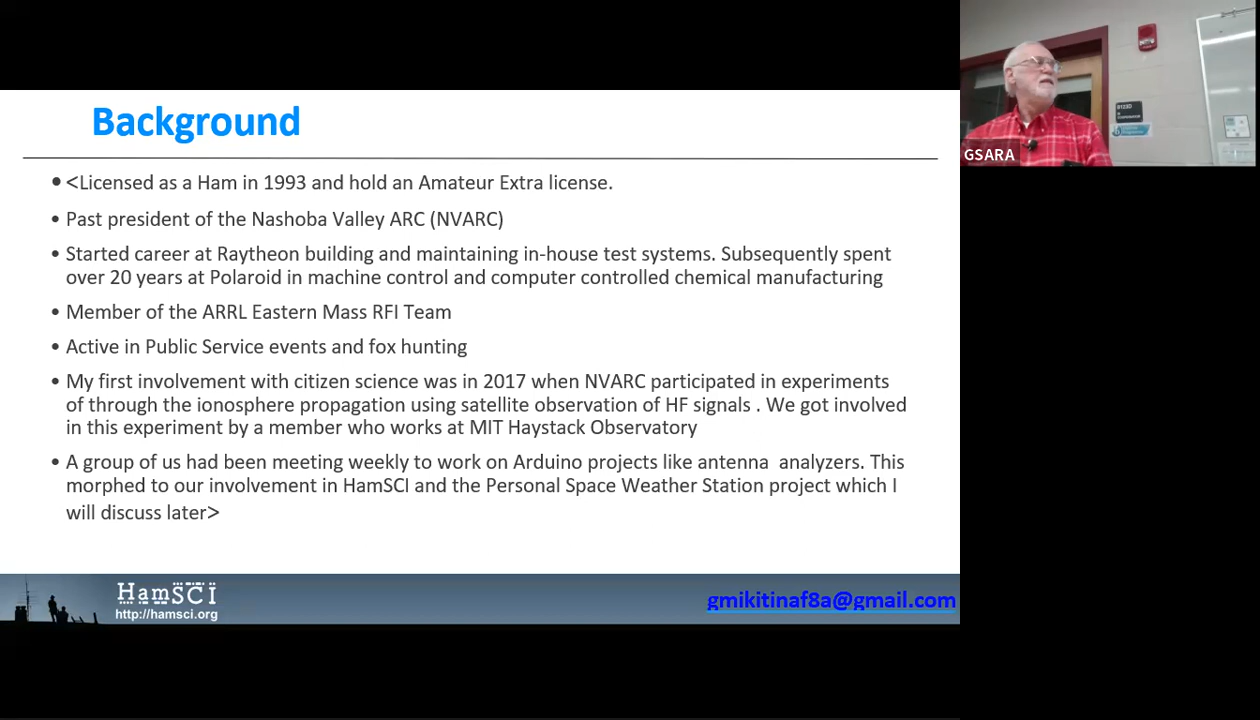 Background
• <Licensed as a Ham in 1993 and hold an Amateur Extra license.
• Past president of the Nashoba Valley ARC (NVARC)
• Started career at Raytheon building and maintaining in-house test systems. Subsequently spent
over 20 years at Polaroid in machine control and computer controlled chemical manufacturing
• Member of the ARRL Eastern Mass RFI Team
• Active in Public Service events and fox hunting
• My first involvement with citizen science was in 2017 when NVARC participated in experiments
of through the ionosphere propagation using satellite observation of HF signals . We got involved
in this experiment by a member who works at MIT Haystack Observatory
• A group of us had been meeting weekly to work on Arduino projects like antenna  analyzers. This
morphed to our involvement in HamSCI and the Personal Space Weather Station project which I
will discuss later>
HamSCI
http://hamsci.org
gmikitinaf8a@gmail.com
GSARA